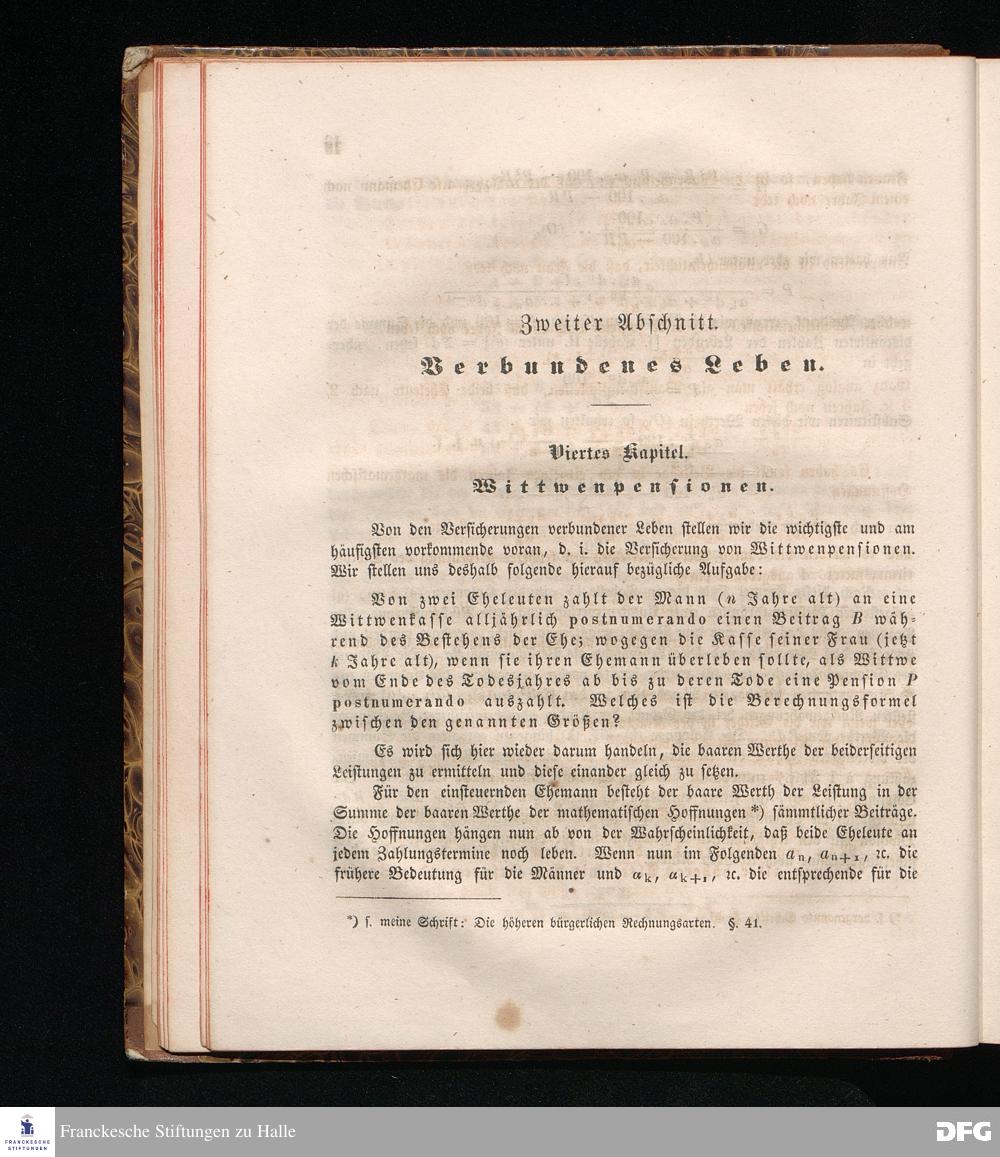 Zweiter Abschnitt.
Verbundenes Leben.
Viertes Kapitel.
Wittwenpensionen.
Von den Versicherungen verbundener Leben stellen wir die wichtigste und am
häufigsten vorkommende voran, d. i. die Versicherung von Wittwenpensionen.
Wir stellen uns deshalb folgende hierauf bezügliche Aufgabe:
Von zwei Eheleuten zahlt der Mann (n Jahre alt) an eine
Wittwenkasse alljährlich postnumerando einen Beitrag B wäh-
rend des Bestehens der Ehe; wogegen die Kasse seiner Frau (jetzt
k Jahre alt), wenn sie ihren Ehemann überleben sollte, als Wittwe
vom Ende des Todesjahres ab bis zu deren Tode eine Pension P
postnumerando auszahlt. Welches ist die Berechnungsformel
zwischen den genannten Größen?
Es wird sich hier wieder darum handeln, die baaren Werthe der beiderseitigen
Leistungen zu ermitteln und diese einander gleich zu setzen.
Für den einsteuernden Ehemann besteht der baare Werth der Leistung in der
Summe der baaren Werthe der mathematischen Hoffnungen *) sämmtlicher Beiträge.
Die Hoffnungen hängen nun ab von der Wahrscheinlichkeit, daß beide Eheleute an
jedem Zahlungstermine noch leben. Wenn nun im Folgenden aₙ, aₙ₊₁, ꝛc. die
frühere Bedeutung für die Männer und αₖ, αₖ₊₁, ꝛc. die entsprechende für die
*) s. meine Schrift: Die höheren bürgerlichen Rechnungsarten. §. 41.
FRANCKESCHE
STIFTUNGEN
Franckesche Stiftungen zu Halle
DFG